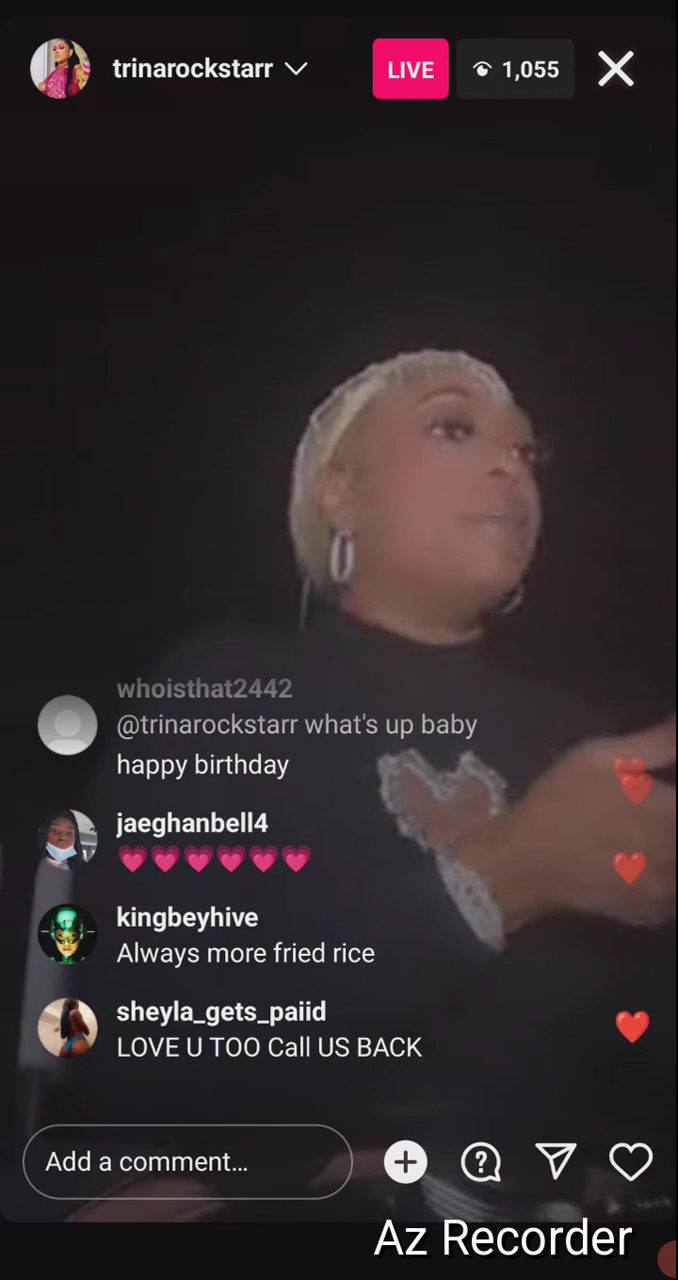 trinarockstarr
LIVE
1,055
whoisthat2442
@trinarockstarr what's up baby
happy birthday
jaeghanbell4
💗💗💗💗💗💗
kingbeyhive
Always more fried rice
sheyla_gets_paiid
LOVE U TOO Call US BACK
Add a comment...
Az Recorder